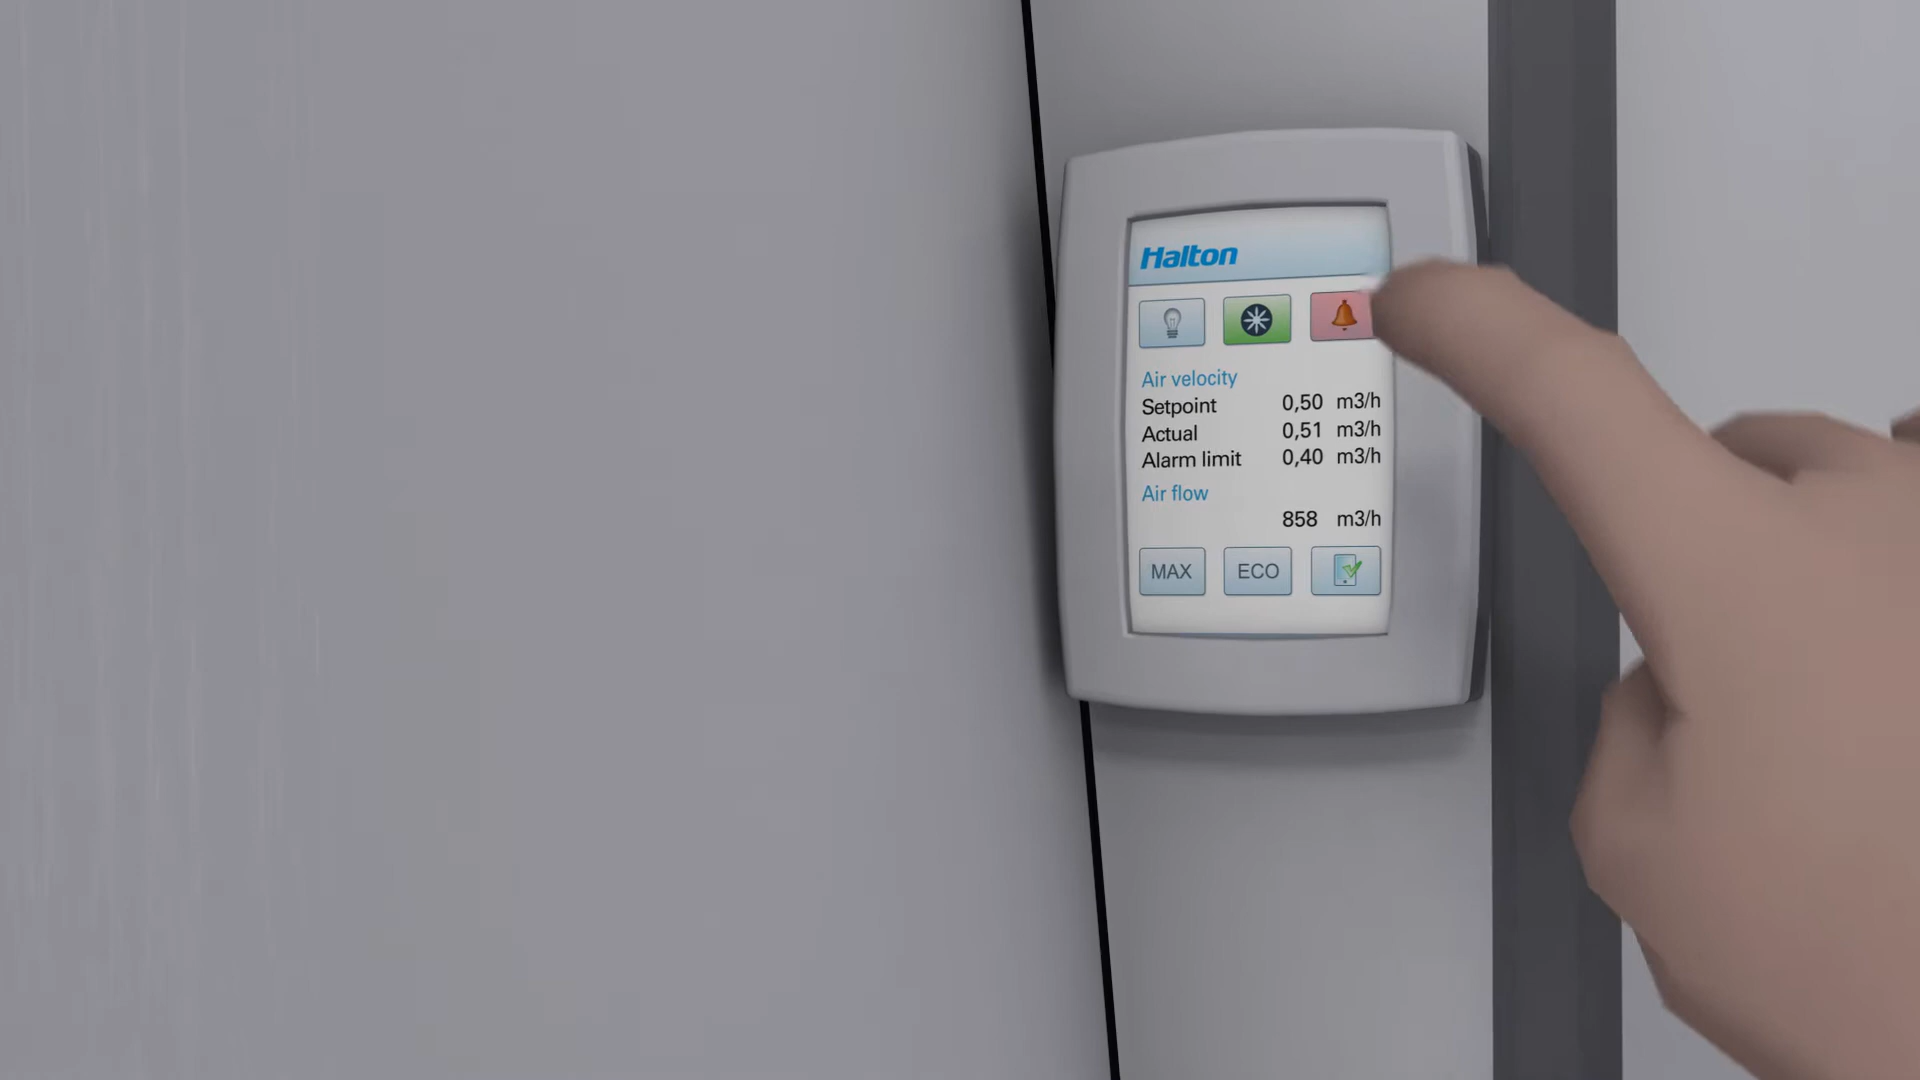 Halton
Air velocity
Setpoint 0,50 m3/h
Actual 0,51 m3/h
Alarm limit 0,40 m3/h
Air flow
858 m3/h
MAX ECO